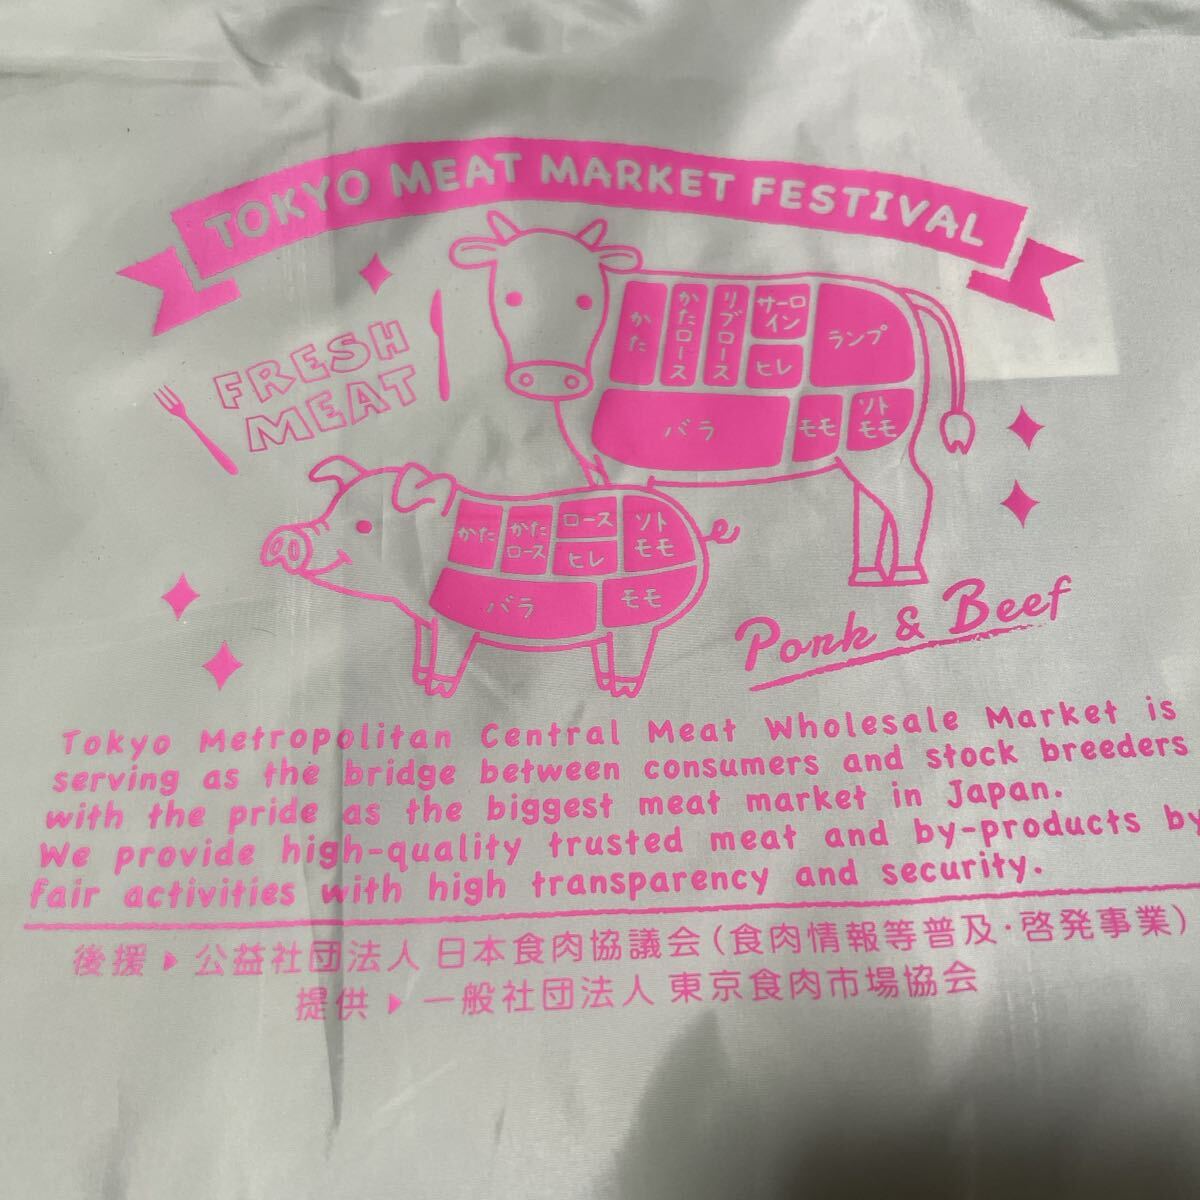 TOKYO MEAT MARKET FESTIVAL
FRESH
MEAT
かた
かたロース
リブロース
サーロ
イン
ヒレ
ランプ
バラ
モモ
ソト
モモ
かた
かた
ロース
ロース
ヒレ
ソト
モモ
バラ
モモ
Pork & Beef
Tokyo Metropolitan Central Meat Wholesale Market is
serving as the bridge between consumers and stock breeders
with the pride as the biggest meat market in Japan.
We provide high-quality trusted meat and by-products by
fair activities with high transparency and security.
後援▶公益社団法人 日本食肉協議会(食肉情報等普及・啓発事業)
提供▶一般社団法人 東京食肉市場協会